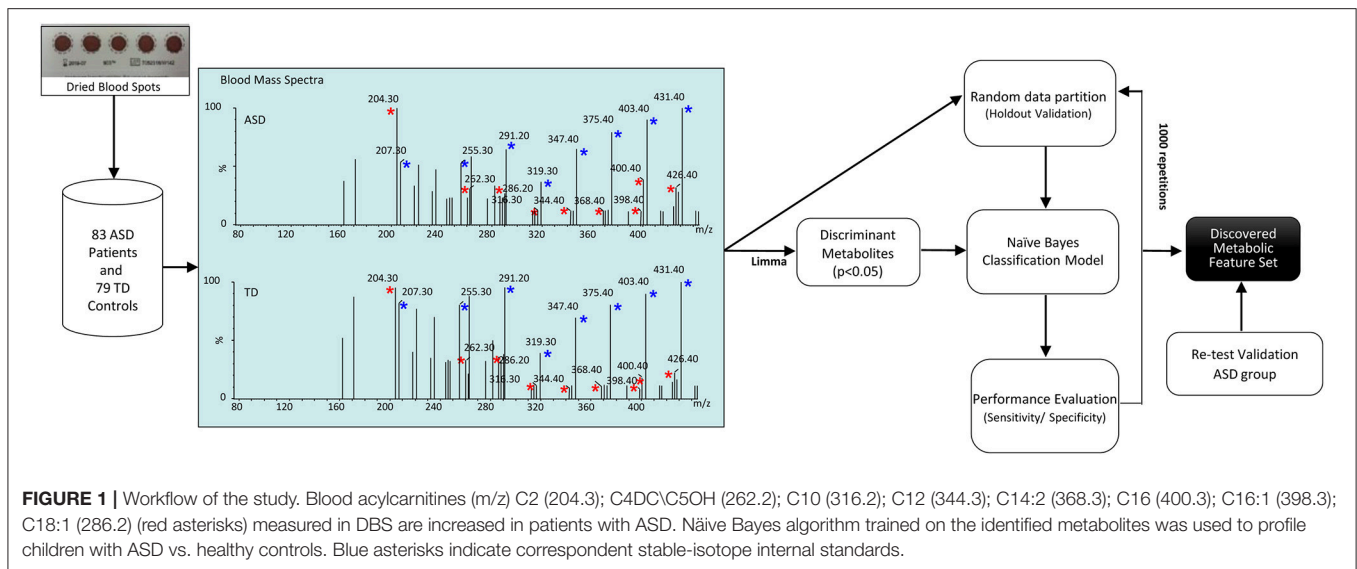 Dried Blood Spots
83 ASD
Patients
and
79 TD
Controls
Blood Mass Spectra
ASD
100
%
0
204.30
207.30
255.30
262.30
291.20
286.20
316.30
319.30
344.40
347.40
368.40
375.40
398.40
400.40
403.40
426.40
431.40
80 120 160 200 240 280 320 360 400 440
m/z
TD
100
%
0
204.30
207.30
255.30
262.30
291.20
286.20
316.30
319.30
344.40
347.40
368.40
375.40
398.40
400.40
403.40
426.40
431.40
80 120 160 200 240 280 320 360 400 440
m/z
Limma
Discriminant
Metabolites
(p<0.05)
Random data partition
(Holdout Validation)
Naïve Bayes
Classification Model
Performance Evaluation
(Sensitivity/ Specificity)
1000 repetitions
Discovered
Metabolic
Feature Set
Re-test Validation
ASD group
FIGURE 1 | Workflow of the study. Blood acylcarnitines (m/z) C2 (204.3); C4DC\C5OH (262.2); C10 (316.2); C12 (344.3); C14:2 (368.3); C16 (400.3); C16:1 (398.3);
C18:1 (286.2) (red asterisks) measured in DBS are increased in patients with ASD. Näive Bayes algorithm trained on the identified metabolites was used to profile
children with ASD vs. healthy controls. Blue asterisks indicate correspondent stable-isotope internal standards.